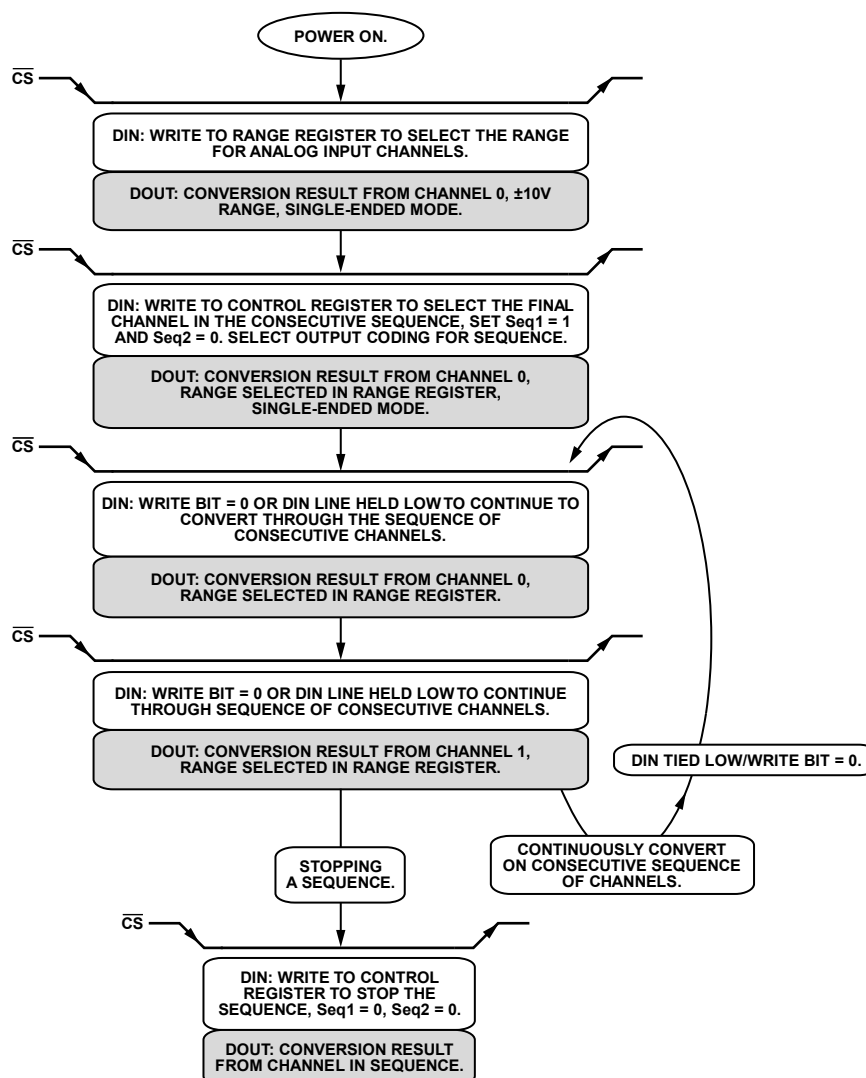 POWER ON.
CS
DIN: WRITE TO RANGE REGISTER TO SELECT THE RANGE
FOR ANALOG INPUT CHANNELS.
DOUT: CONVERSION RESULT FROM CHANNEL 0, ±10V
RANGE, SINGLE-ENDED MODE.
CS
DIN: WRITE TO CONTROL REGISTER TO SELECT THE FINAL
CHANNEL IN THE CONSECUTIVE SEQUENCE, SET Seq1 = 1
AND Seq2 = 0. SELECT OUTPUT CODING FOR SEQUENCE.
DOUT: CONVERSION RESULT FROM CHANNEL 0,
RANGE SELECTED IN RANGE REGISTER,
SINGLE-ENDED MODE.
CS
DIN: WRITE BIT = 0 OR DIN LINE HELD LOW TO CONTINUE TO
CONVERT THROUGH THE SEQUENCE OF
CONSECUTIVE CHANNELS.
DOUT: CONVERSION RESULT FROM CHANNEL 0,
RANGE SELECTED IN RANGE REGISTER.
CS
DIN: WRITE BIT = 0 OR DIN LINE HELD LOW TO CONTINUE
THROUGH SEQUENCE OF CONSECUTIVE CHANNELS.
DOUT: CONVERSION RESULT FROM CHANNEL 1,
RANGE SELECTED IN RANGE REGISTER.
DIN TIED LOW/WRITE BIT = 0.
STOPPING
A SEQUENCE.
CONTINUOUSLY CONVERT
ON CONSECUTIVE SEQUENCE
OF CHANNELS.
CS
DIN: WRITE TO CONTROL
REGISTER TO STOP THE
SEQUENCE, Seq1 = 0, Seq2 = 0.
DOUT: CONVERSION RESULT
FROM CHANNEL IN SEQUENCE.